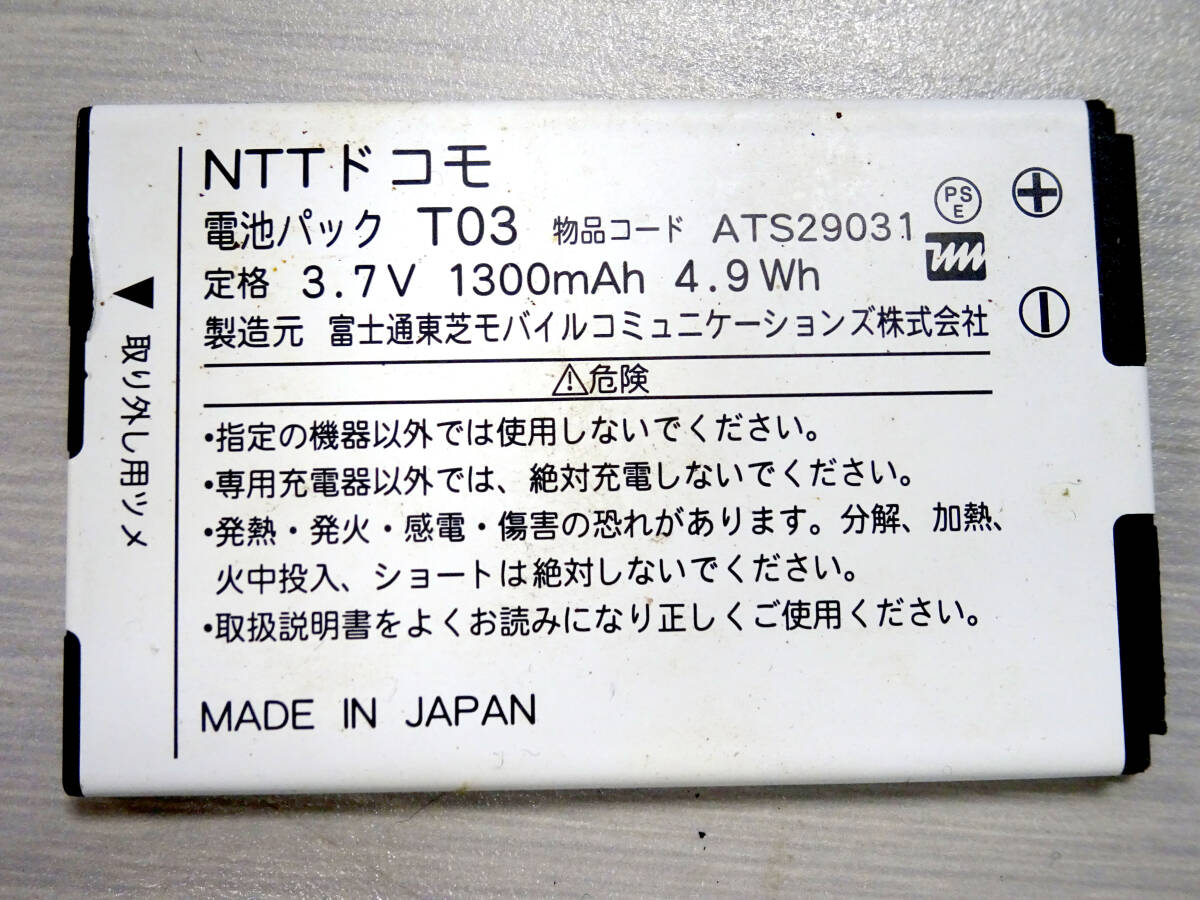 NTTドコモ
電池パック T03 物品コード ATS29031
PS
E
定格 3.7V 1300mAh 4.9Wh
製造元 富士通東芝モバイルコミュニケーションズ株式会社
⚠危険
・指定の機器以外では使用しないでください。
・専用充電器以外では、絶対充電しないでください。
・発熱・発火・感電・傷害の恐れがあります。分解、加熱、
火中投入、ショートは絶対しないでください。
・取扱説明書をよくお読みになり正しくご使用ください。
MADE IN JAPAN
▲取り外し用ツメ